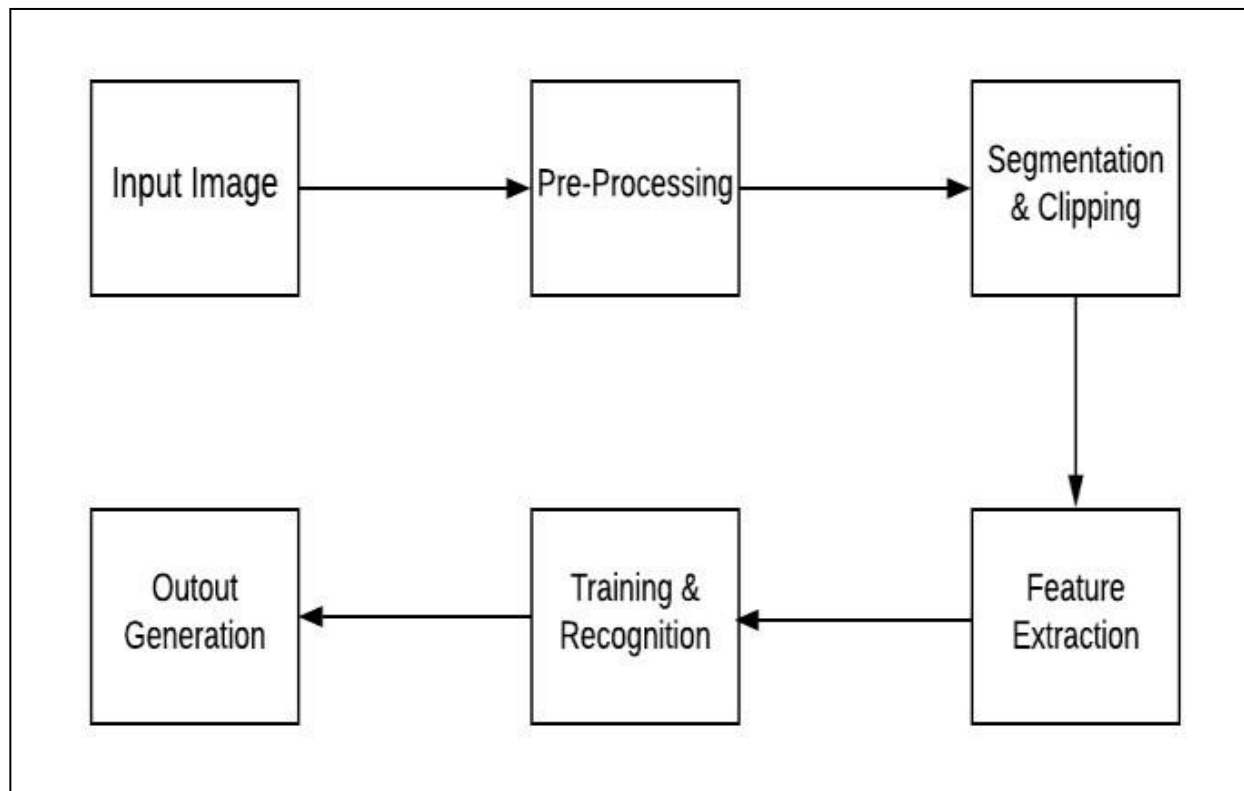 Input Image
Pre-Processing
Segmentation
& Clipping
Feature
Extraction
Training &
Recognition
Outout
Generation